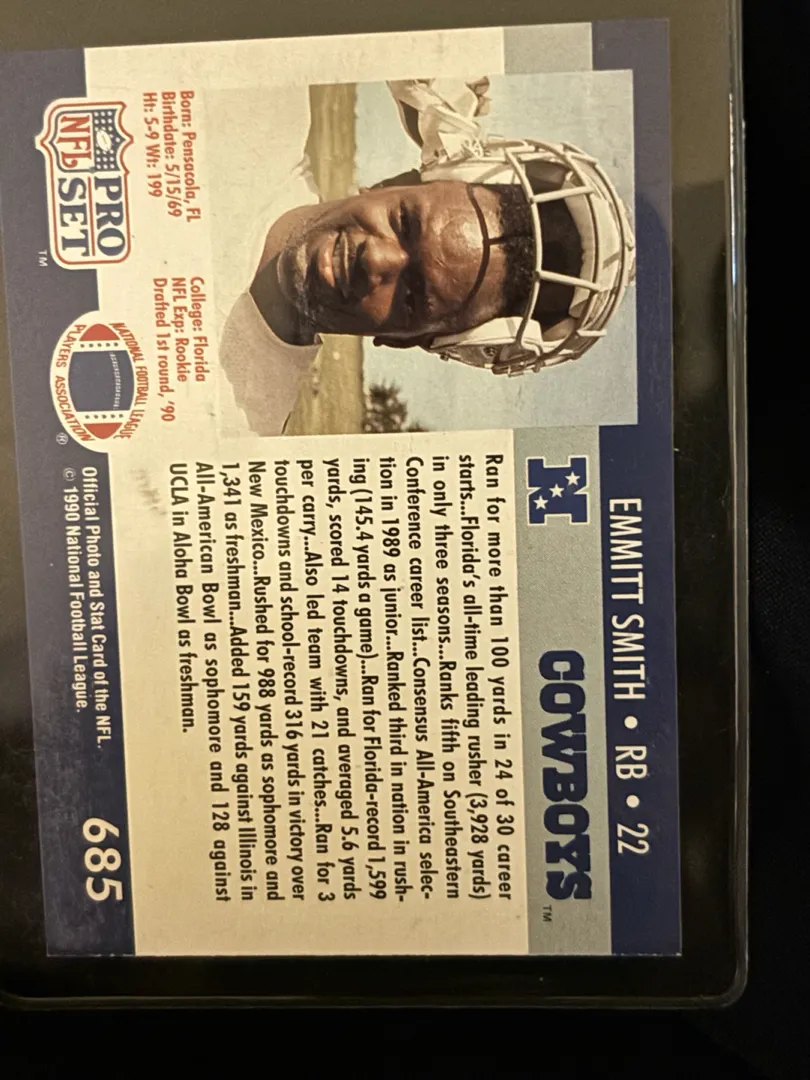 EMMITT SMITH • RB • 22
N
COWBOYS TM
Ran for more than 100 yards in 24 of 30 career
starts...Florida's all-time leading rusher (3,928 yards)
in only three seasons...Ranks fifth on Southeastern
Conference career list...Consensus All-America selec-
tion in 1989 as junior...Ranked third in nation in rush-
ing (145.4 yards a game)...Ran for Florida-record 1,599
yards, scored 14 touchdowns, and averaged 5.6 yards
per carry...Also led team with 21 catches...Ran for 3
touchdowns and school-record 316 yards in victory over
New Mexico...Rushed for 988 yards as sophomore and
1,341 as freshman...Added 159 yards against Illinois in
All-American Bowl as sophomore and 128 against
UCLA in Aloha Bowl as freshman.
Born: Pensacola, FL
Birthdate: 5/15/69
Ht: 5-9 Wt: 199
College: Florida
NFL Exp: Rookie
Drafted 1st round, '90
PRO
NFL SET TM
NATIONAL FOOTBALL LEAGUE
PLAYERS ASSOCIATION ®
Official Photo and Stat Card of the NFL.
© 1990 National Football League.
685